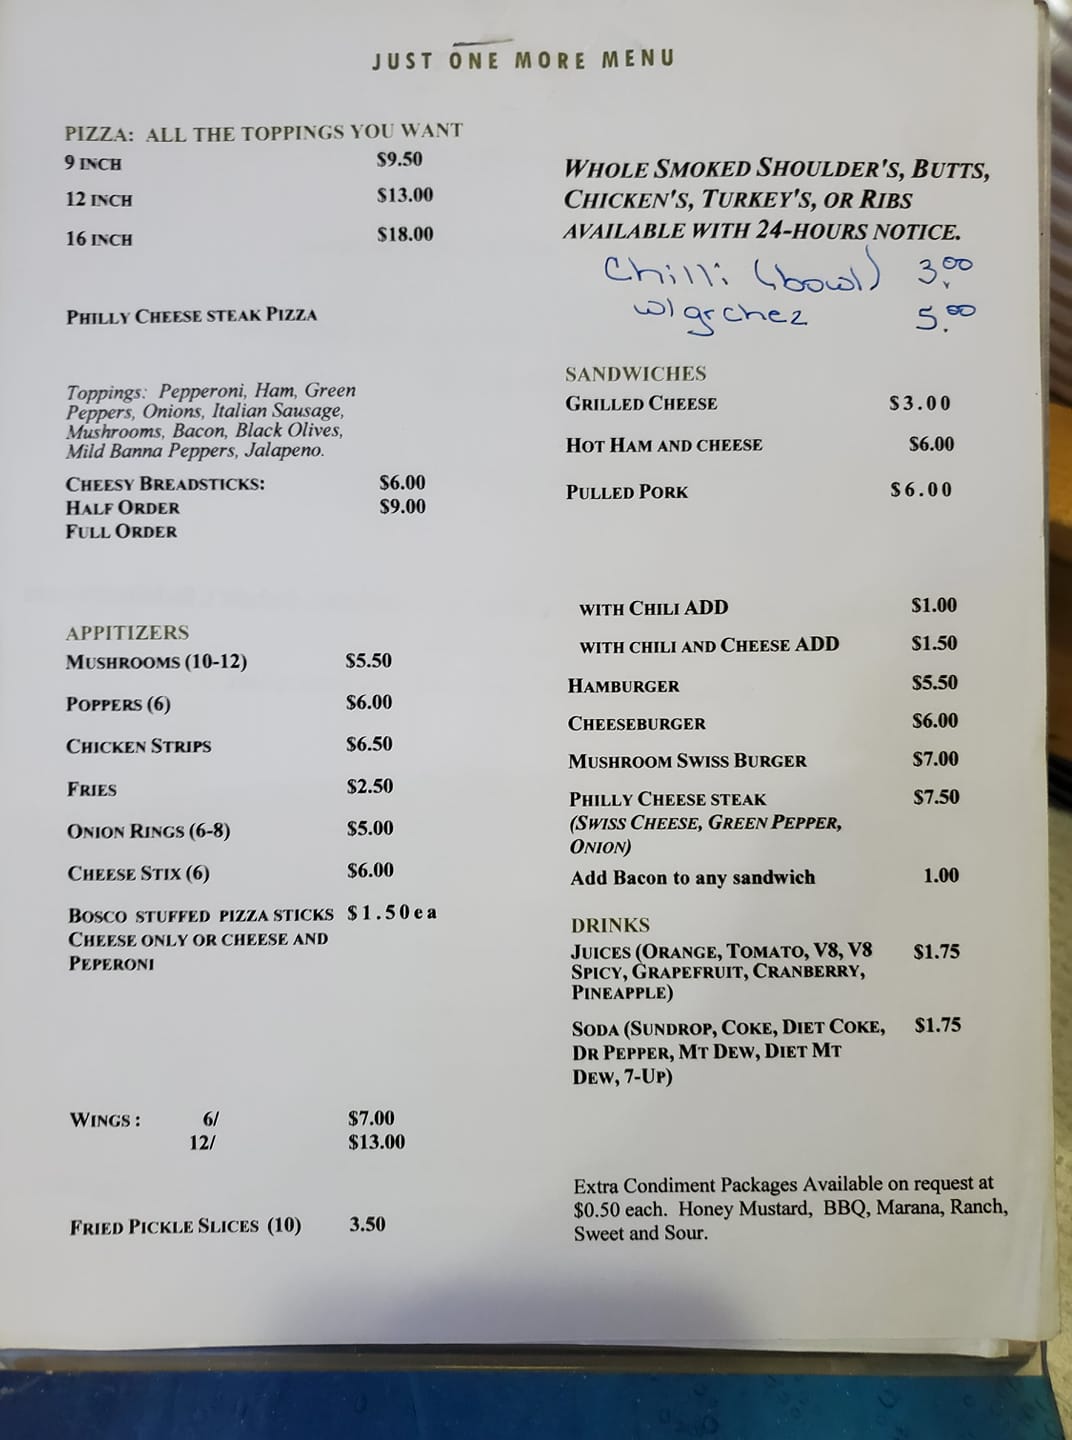 JUST ONE MORE MENU
PIZZA: ALL THE TOPPINGS YOU WANT
9 INCH $9.50
12 INCH $13.00
16 INCH $18.00
PHILLY CHEESE STEAK PIZZA
Toppings: Pepperoni, Ham, Green
Peppers, Onions, Italian Sausage,
Mushrooms, Bacon, Black Olives,
Mild Banna Peppers, Jalapeno.
CHEESY BREADSTICKS: $6.00
HALF ORDER $9.00
FULL ORDER
APPITIZERS
MUSHROOMS (10-12) $5.50
POPPERS (6) $6.00
CHICKEN STRIPS $6.50
FRIES $2.50
ONION RINGS (6-8) $5.00
CHEESE STIX (6) $6.00
BOSCO STUFFED PIZZA STICKS $1.50ea
CHEESE ONLY OR CHEESE AND
PEPERONI
WINGS: 6/ $7.00
12/ $13.00
FRIED PICKLE SLICES (10) 3.50
WHOLE SMOKED SHOULDER'S, BUTTS,
CHICKEN'S, TURKEY'S, OR RIBS
AVAILABLE WITH 24-HOURS NOTICE.
Chilli (bowl) 3.00
w/ grchez 5.00
SANDWICHES
GRILLED CHEESE $3.00
HOT HAM AND CHEESE $6.00
PULLED PORK $6.00
WITH CHILI ADD $1.00
WITH CHILI AND CHEESE ADD $1.50
HAMBURGER $5.50
CHEESEBURGER $6.00
MUSHROOM SWISS BURGER $7.00
PHILLY CHEESE STEAK $7.50
(SWISS CHEESE, GREEN PEPPER,
ONION)
Add Bacon to any sandwich 1.00
DRINKS
JUICES (ORANGE, TOMATO, V8, V8 $1.75
SPICY, GRAPEFRUIT, CRANBERRY,
PINEAPPLE)
SODA (SUNDROP, COKE, DIET COKE, $1.75
DR PEPPER, MT DEW, DIET MT
DEW, 7-UP)
Extra Condiment Packages Available on request at
$0.50 each. Honey Mustard, BBQ, Marana, Ranch,
Sweet and Sour.